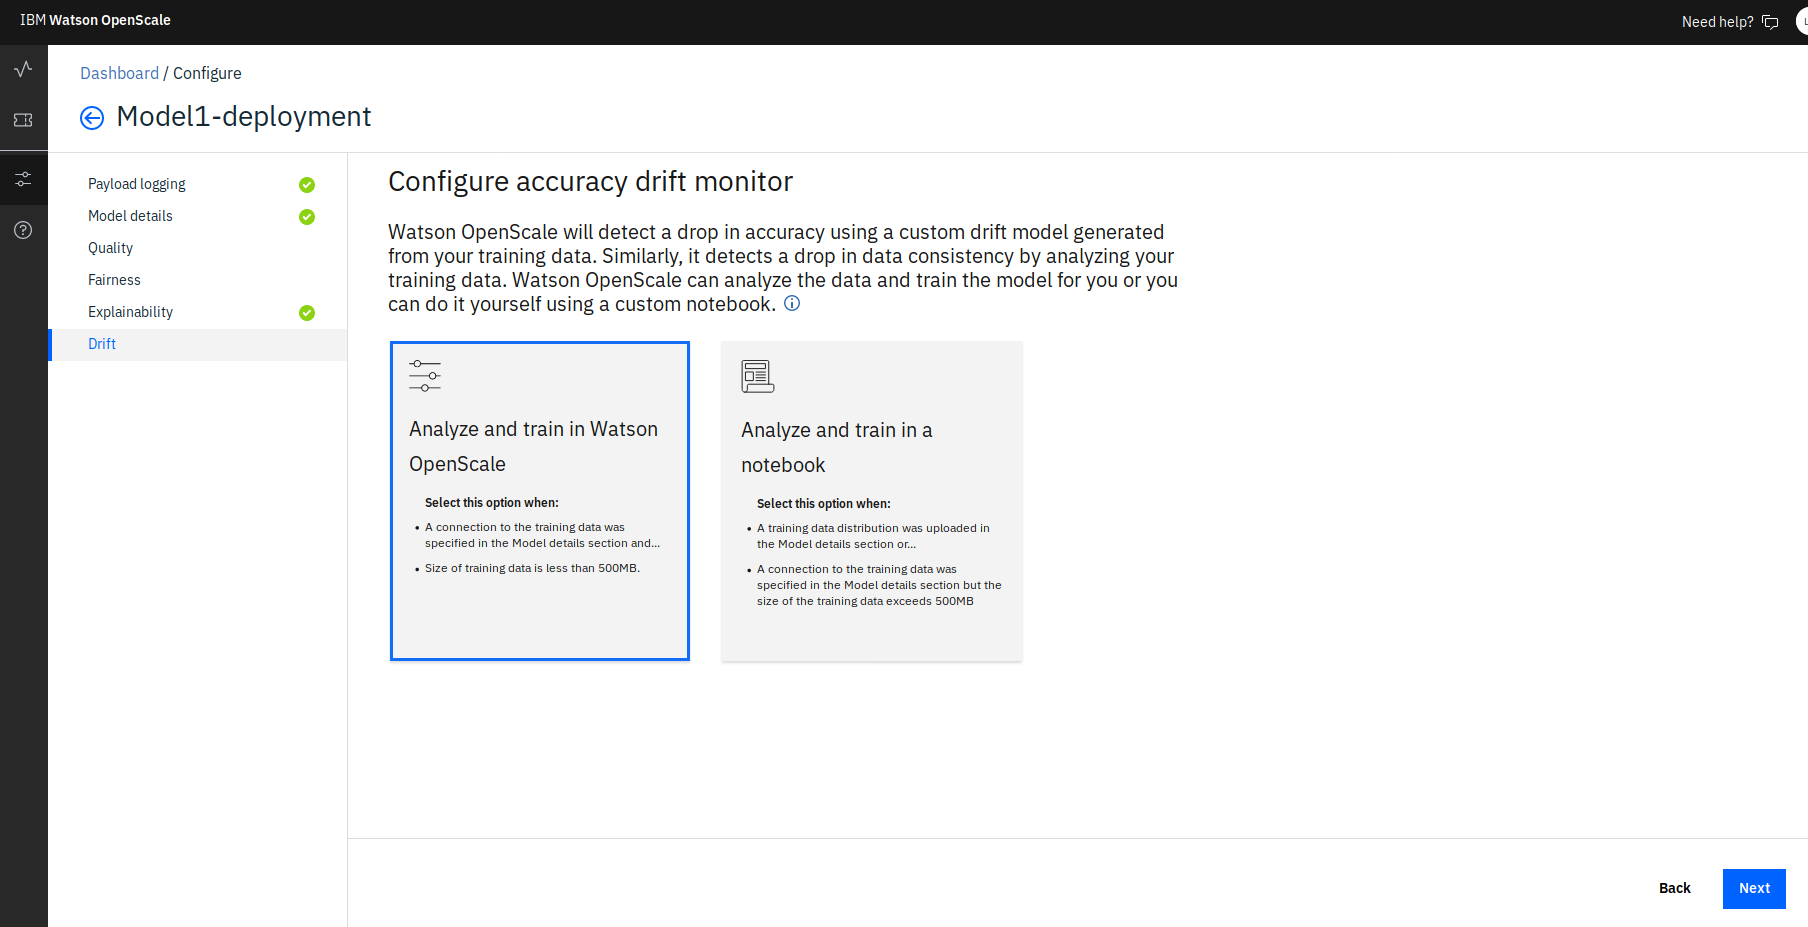 IBM Watson OpenScale
Need help?
L
Dashboard / Configure
Model1-deployment
Payload logging
Model details
Quality
Fairness
Explainability
Drift
Configure accuracy drift monitor
Watson OpenScale will detect a drop in accuracy using a custom drift model generated
from your training data. Similarly, it detects a drop in data consistency by analyzing your
training data. Watson OpenScale can analyze the data and train the model for you or you
can do it yourself using a custom notebook.
Analyze and train in Watson
OpenScale
Select this option when:
• A connection to the training data was
specified in the Model details section and...
• Size of training data is less than 500MB.
Analyze and train in a
notebook
Select this option when:
• A training data distribution was uploaded in
the Model details section or...
• A connection to the training data was
specified in the Model details section but the
size of the training data exceeds 500MB
Back
Next